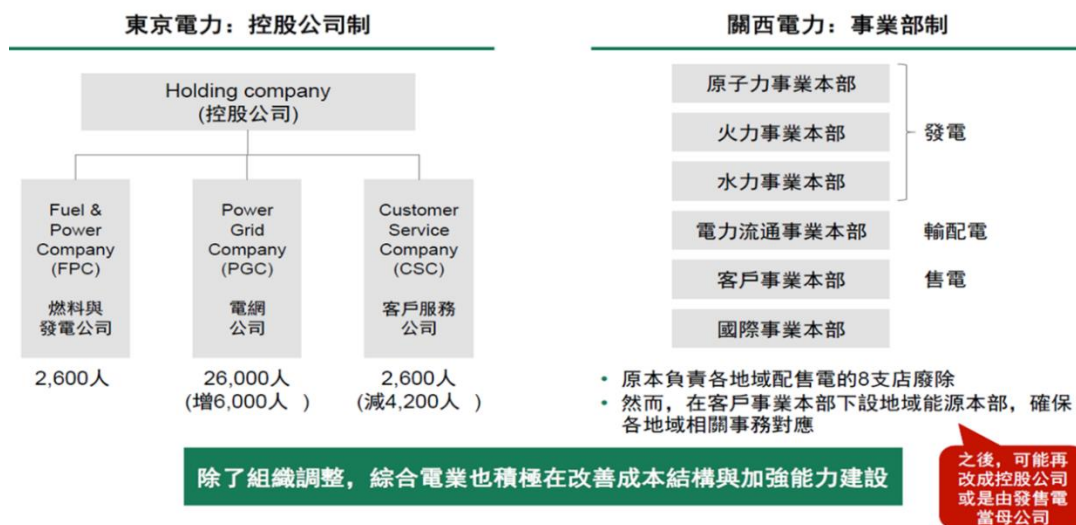 東京電力：控股公司制
Holding company
(控股公司)
Fuel &
Power
Company
(FPC)
燃料與
發電公司
2,600人
Power
Grid
Company
(PGC)
電網
公司
26,000人
(增6,000人 )
Customer
Service
Company
(CSC)
客戶服務
公司
2,600人
(減4,200人 )
關西電力：事業部制
原子力事業本部
火力事業本部
水力事業本部
發電
電力流通事業本部
輸配電
客戶事業本部
售電
國際事業本部
• 原本負責各地域配售電的8支店廢除
• 然而，在客戶事業本部下設地域能源本部，確保
各地域相關事務對應
之後，可能再
改成控股公司
或是由發售電
當母公司
除了組織調整，綜合電業也積極在改善成本結構與加強能力建設